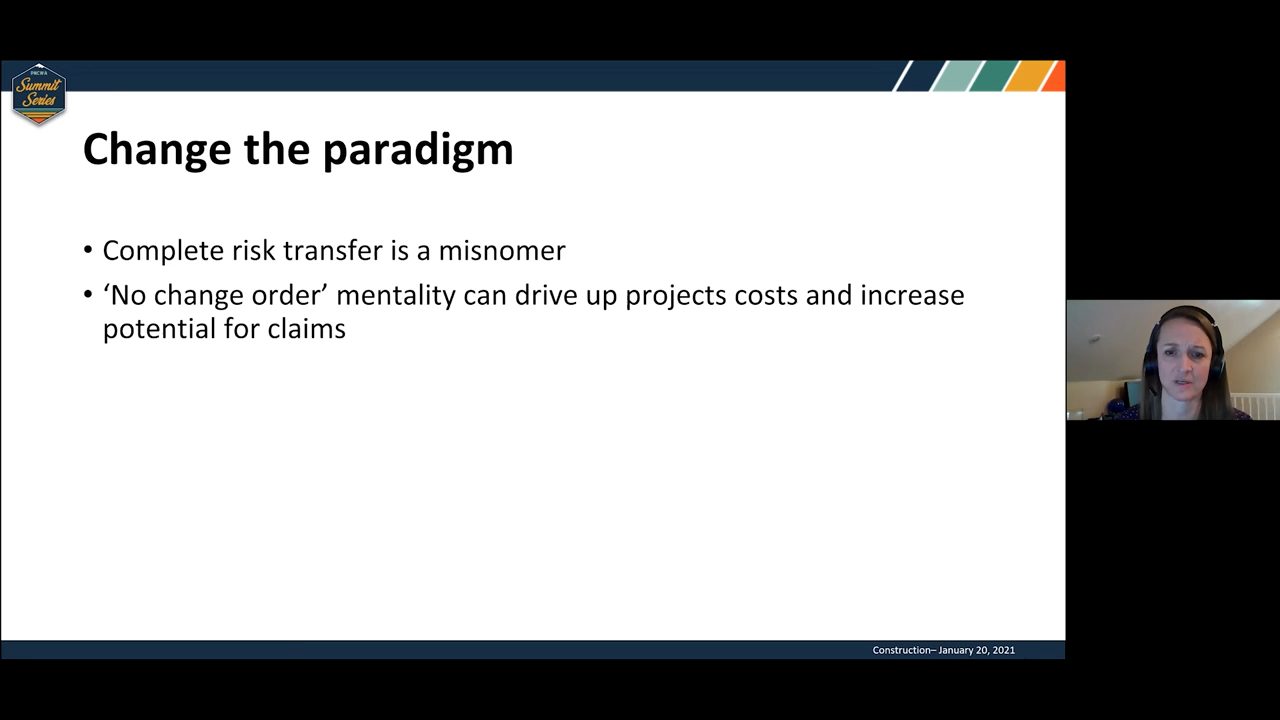 PNCWA
Summit
Series
Change the paradigm
• Complete risk transfer is a misnomer
• ‘No change order’ mentality can drive up projects costs and increase
potential for claims
Construction– January 20, 2021